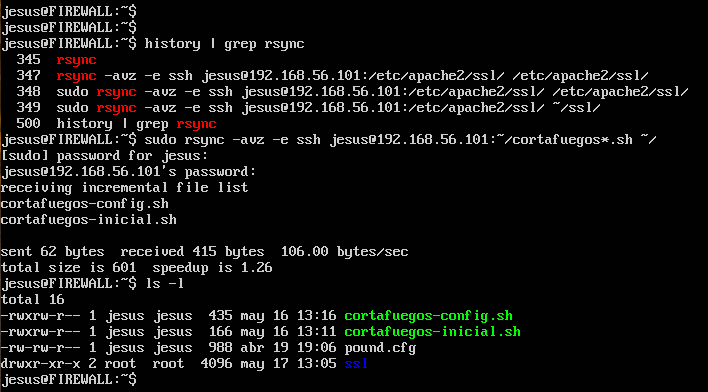 jesus@FIREWALL:~$
jesus@FIREWALL:~$
jesus@FIREWALL:~$ history | grep rsync
  345  rsync
  347  rsync -avz -e ssh jesus@192.168.56.101:/etc/apache2/ssl/ /etc/apache2/ssl/
  348  sudo rsync -avz -e ssh jesus@192.168.56.101:/etc/apache2/ssl/ /etc/apache2/ssl/
  349  sudo rsync -avz -e ssh jesus@192.168.56.101:/etc/apache2/ssl/ ~/ssl/
  500  history | grep rsync
jesus@FIREWALL:~$ sudo rsync -avz -e ssh jesus@192.168.56.101:~/cortafuegos*.sh ~/
[sudo] password for jesus:
jesus@192.168.56.101's password:
receiving incremental file list
cortafuegos-config.sh
cortafuegos-inicial.sh

sent 62 bytes  received 415 bytes  106.00 bytes/sec
total size is 601  speedup is 1.26
jesus@FIREWALL:~$ ls -l
total 16
-rwxrw-r-- 1 jesus jesus  435 may 16 13:16 cortafuegos-config.sh
-rwxrw-r-- 1 jesus jesus  166 may 16 13:11 cortafuegos-inicial.sh
-rw-rw-r-- 1 jesus jesus  988 abr 19 19:06 pound.cfg
drwxr-xr-x 2 root  root  4096 may 17 13:05 ssl
jesus@FIREWALL:~$